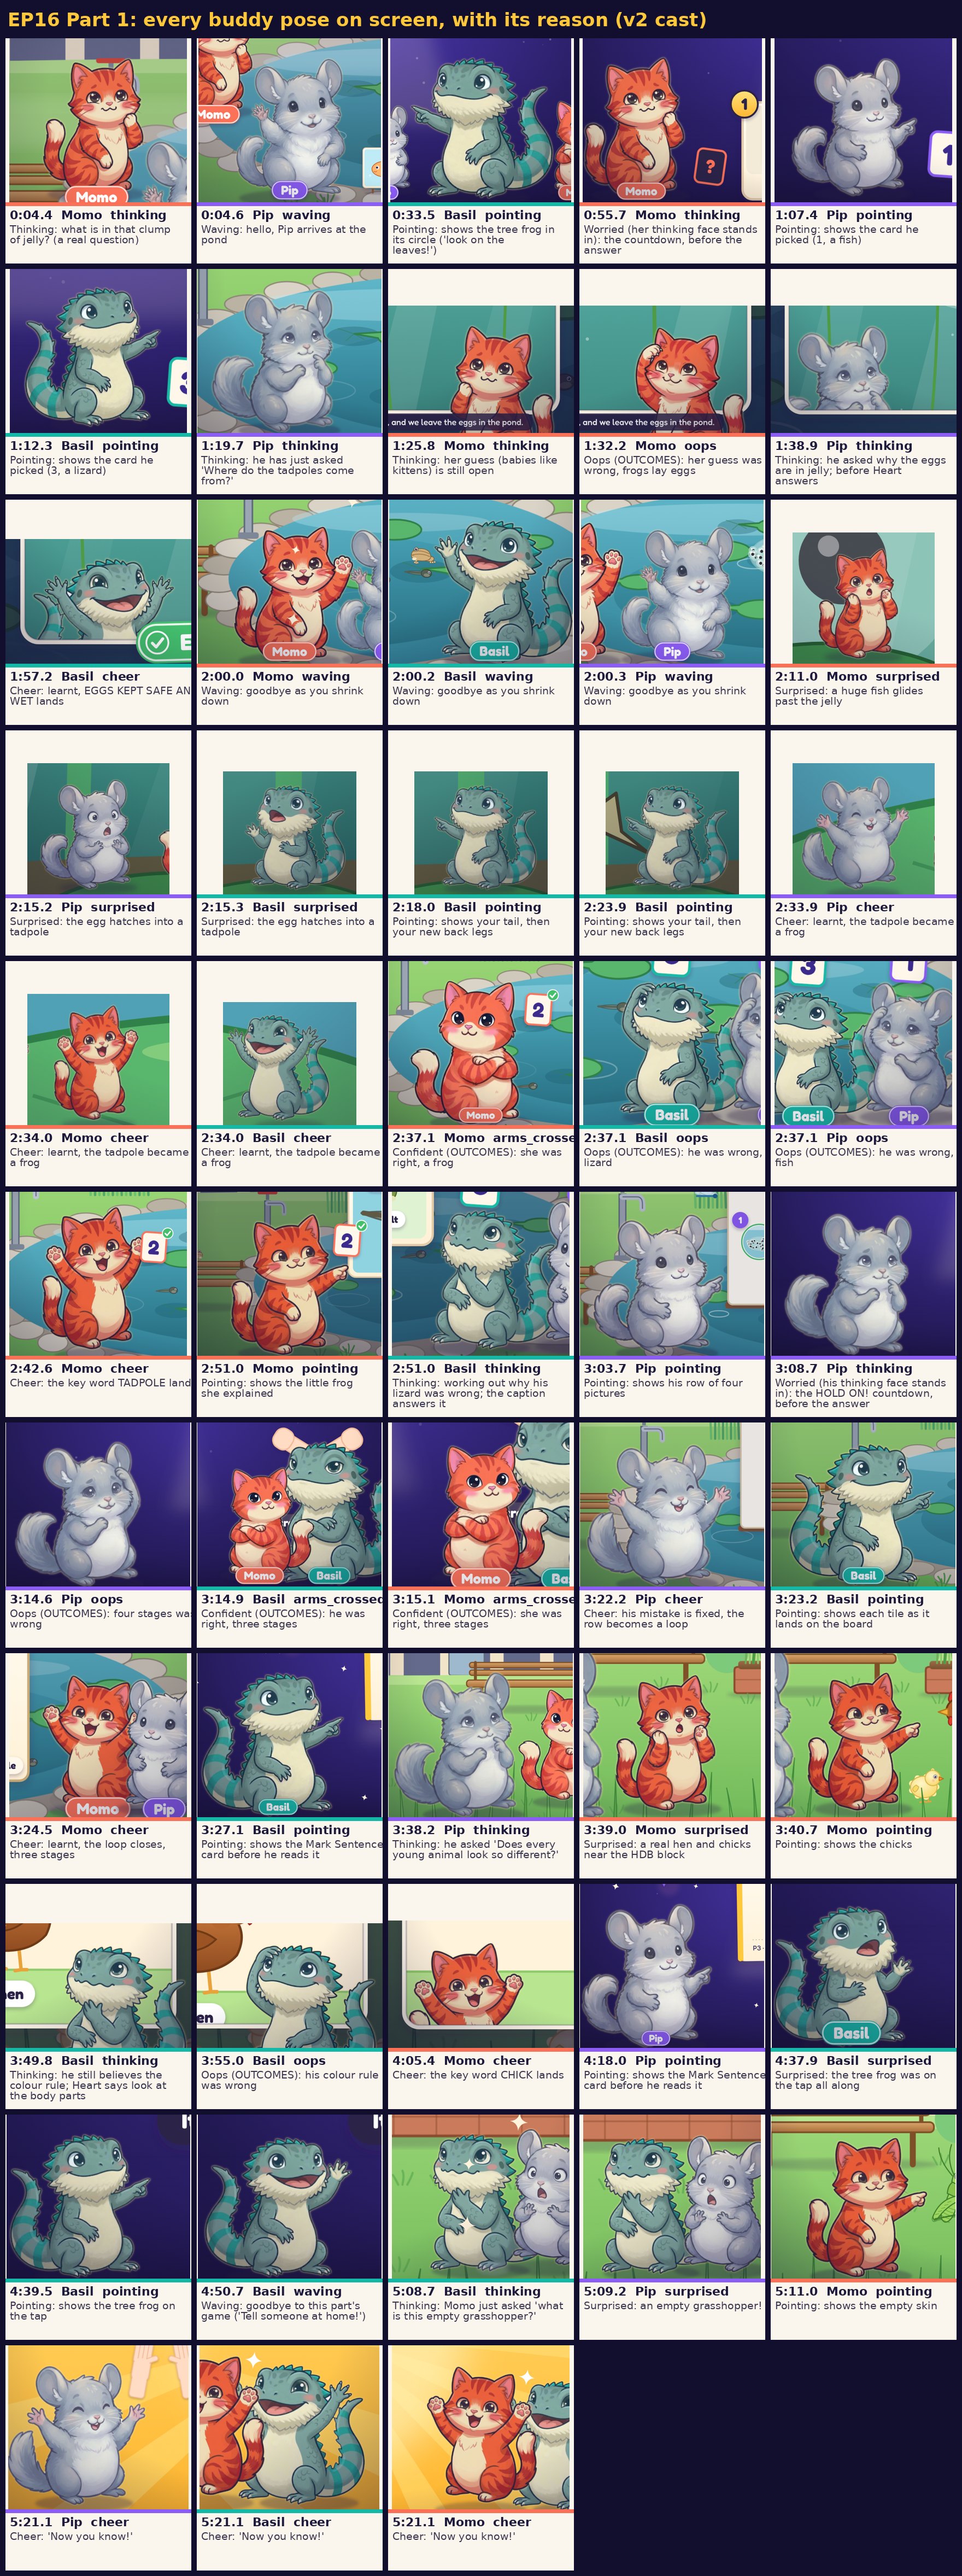 EP16 Part 1: every buddy pose on screen, with its reason (v2 cast)
Momo
0:04.4 Momo thinking
Thinking: what is in that clump
of jelly? (a real question)
Momo
Pip
0:04.6 Pip waving
Waving: hello, Pip arrives at the
pond
0:33.5 Basil pointing
Pointing: shows the tree frog in
its circle ('look on the
leaves!')
1
?
Momo
0:55.7 Momo thinking
Worried (her thinking face stands
in): the countdown, before the
answer
1
1:07.4 Pip pointing
Pointing: shows the card he
picked (1, a fish)
3
1:12.3 Basil pointing
Pointing: shows the card he
picked (3, a lizard)
1:19.7 Pip thinking
Thinking: he has just asked
'Where do the tadpoles come
from?'
, and we leave the eggs in the pond.
1:25.8 Momo thinking
Thinking: her guess (babies like
kittens) is still open
, and we leave the eggs in the pond.
1:32.2 Momo oops
Oops (OUTCOMES): her guess was
wrong, frogs lay eggs
1:38.9 Pip thinking
Thinking: he asked why the eggs
are in jelly; before Heart
answers
E
1:57.2 Basil cheer
Cheer: learnt, EGGS KEPT SAFE AN
WET lands
Momo
2:00.0 Momo waving
Waving: goodbye as you shrink
down
Basil
2:00.2 Basil waving
Waving: goodbye as you shrink
down
o
Pip
2:00.3 Pip waving
Waving: goodbye as you shrink
down
2:11.0 Momo surprised
Surprised: a huge fish glides
past the jelly
2:15.2 Pip surprised
Surprised: the egg hatches into a
tadpole
2:15.3 Basil surprised
Surprised: the egg hatches into a
tadpole
2:18.0 Basil pointing
Pointing: shows your tail, then
your new back legs
2:23.9 Basil pointing
Pointing: shows your tail, then
your new back legs
2:33.9 Pip cheer
Cheer: learnt, the tadpole became
a frog
2:34.0 Momo cheer
Cheer: learnt, the tadpole became
a frog
2:34.0 Basil cheer
Cheer: learnt, the tadpole became
a frog
2
Momo
2:37.1 Momo arms_crosse
Confident (OUTCOMES): she was
right, a frog
Basil
2:37.1 Basil oops
Oops (OUTCOMES): he was wrong,
lizard
3
1
Basil
Pip
2:37.1 Pip oops
Oops (OUTCOMES): he was wrong,
fish
2
2:42.6 Momo cheer
Cheer: the key word TADPOLE land
2
2:51.0 Momo pointing
Pointing: shows the little frog
she explained
lt
2:51.0 Basil thinking
Thinking: working out why his
lizard was wrong; the caption
answers it
1
3:03.7 Pip pointing
Pointing: shows his row of four
pictures
3:08.7 Pip thinking
Worried (his thinking face stands
in): the HOLD ON! countdown,
before the answer
3:14.6 Pip oops
Oops (OUTCOMES): four stages was
wrong
Momo
Basil
3:14.9 Basil arms_crossed
Confident (OUTCOMES): he was
right, three stages
Momo
Ba
3:15.1 Momo arms_crosse
Confident (OUTCOMES): she was
right, three stages
3:22.2 Pip cheer
Cheer: his mistake is fixed, the
row becomes a loop
Basil
3:23.2 Basil pointing
Pointing: shows each tile as it
lands on the board
Momo
Pip
3:24.5 Momo cheer
Cheer: learnt, the loop closes,
three stages
Basil
3:27.1 Basil pointing
Pointing: shows the Mark Sentence
card before he reads it
3:38.2 Pip thinking
Thinking: he asked 'Does every
young animal look so different?'
3:39.0 Momo surprised
Surprised: a real hen and chicks
near the HDB block
3:40.7 Momo pointing
Pointing: shows the chicks
en
3:49.8 Basil thinking
Thinking: he still believes the
colour rule; Heart says look at
the body parts
en
3:55.0 Basil oops
Oops (OUTCOMES): his colour rule
was wrong
4:05.4 Momo cheer
Cheer: the key word CHICK lands
P3
Pip
4:18.0 Pip pointing
Pointing: shows the Mark Sentence
card before he reads it
Basil
4:37.9 Basil surprised
Surprised: the tree frog was on
the tap all along
4:39.5 Basil pointing
Pointing: shows the tree frog on
the tap
4:50.7 Basil waving
Waving: goodbye to this part's
game ('Tell someone at home!')
5:08.7 Basil thinking
Thinking: Momo just asked 'what
is this empty grasshopper?'
5:09.2 Pip surprised
Surprised: an empty grasshopper!
5:11.0 Momo pointing
Pointing: shows the empty skin
5:21.1 Pip cheer
Cheer: 'Now you know!'
5:21.1 Basil cheer
Cheer: 'Now you know!'
5:21.1 Momo cheer
Cheer: 'Now you know!'